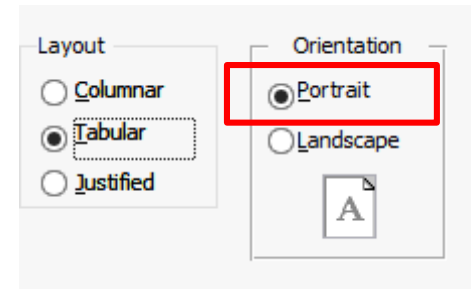 Layout
Columnar
Tabular
Justified
Orientation
Portrait
Landscape
A